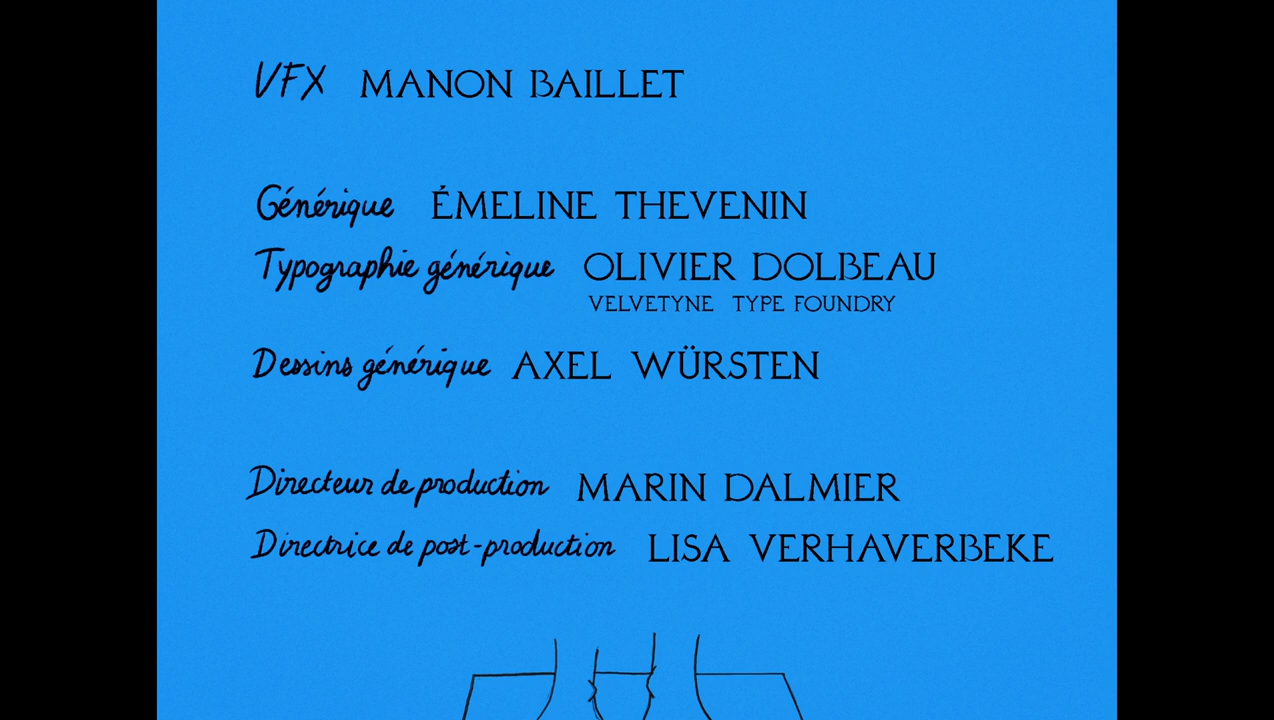 VFX MANON BAILLET
Générique ÉMELINE THEVENIN
Typographie générique OLIVIER DOLBEAU
VELVETYNE TYPE FOUNDRY
Dessins générique AXEL WÜRSTEN
Directeur de production MARIN DALMIER
Directrice de post-production LISA VERHAVERBEKE